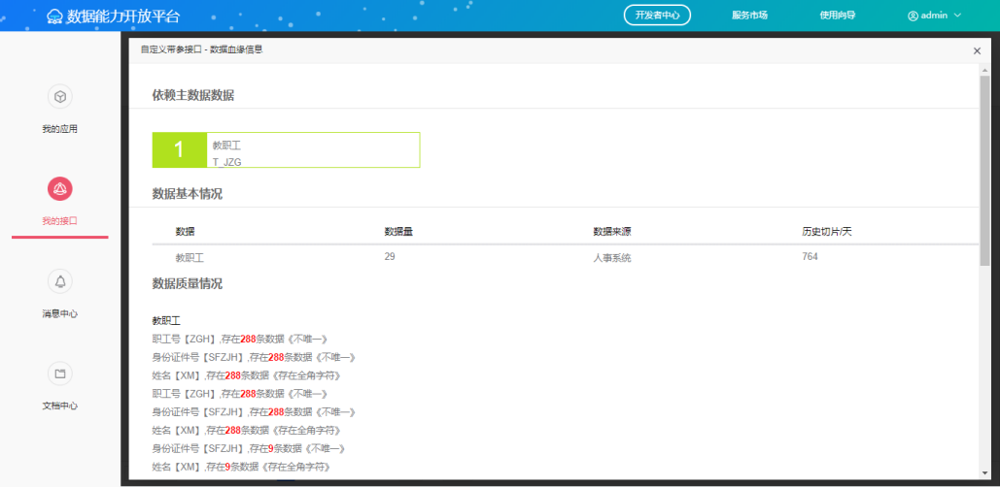 数据能力开放平台
开发者中心 服务市场 使用向导 admin
自定义带参接口 - 数据血缘信息 ×
我的应用
我的接口
消息中心
文档中心
依赖主数据数据
1 教职工
T_JZG
数据基本情况
数据 数据量 数据来源 历史切片/天
教职工 29 人事系统 764
数据质量情况
教职工
职工号【ZGH】,存在288条数据《不唯一》
身份证件号【SFZJH】,存在288条数据《不唯一》
姓名【XM】,存在288条数据《存在全角字符》
职工号【ZGH】,存在288条数据《不唯一》
身份证件号【SFZJH】,存在288条数据《不唯一》
姓名【XM】,存在288条数据《存在全角字符》
身份证件号【SFZJH】,存在9条数据《不唯一》
姓名【XM】,存在9条数据《存在全角字符》